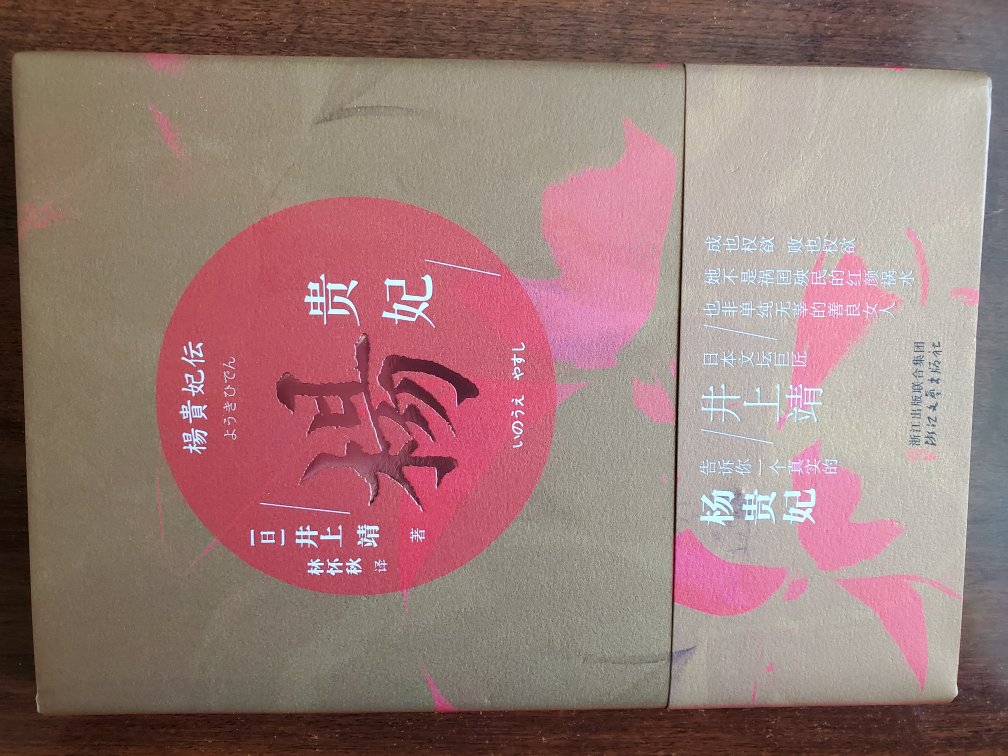 楊貴妃伝
ようきひでん
楊
贵妃
[日]井上靖 著
林怀秋 译
いのうえ やすし
成也权欲 败也权欲
她不是祸国殃民的红颜祸水
也非单纯无辜的善良女人
日本文坛巨匠
井上靖
告诉你一个真实的
杨贵妃
浙江出版联合集团
浙江文艺出版社